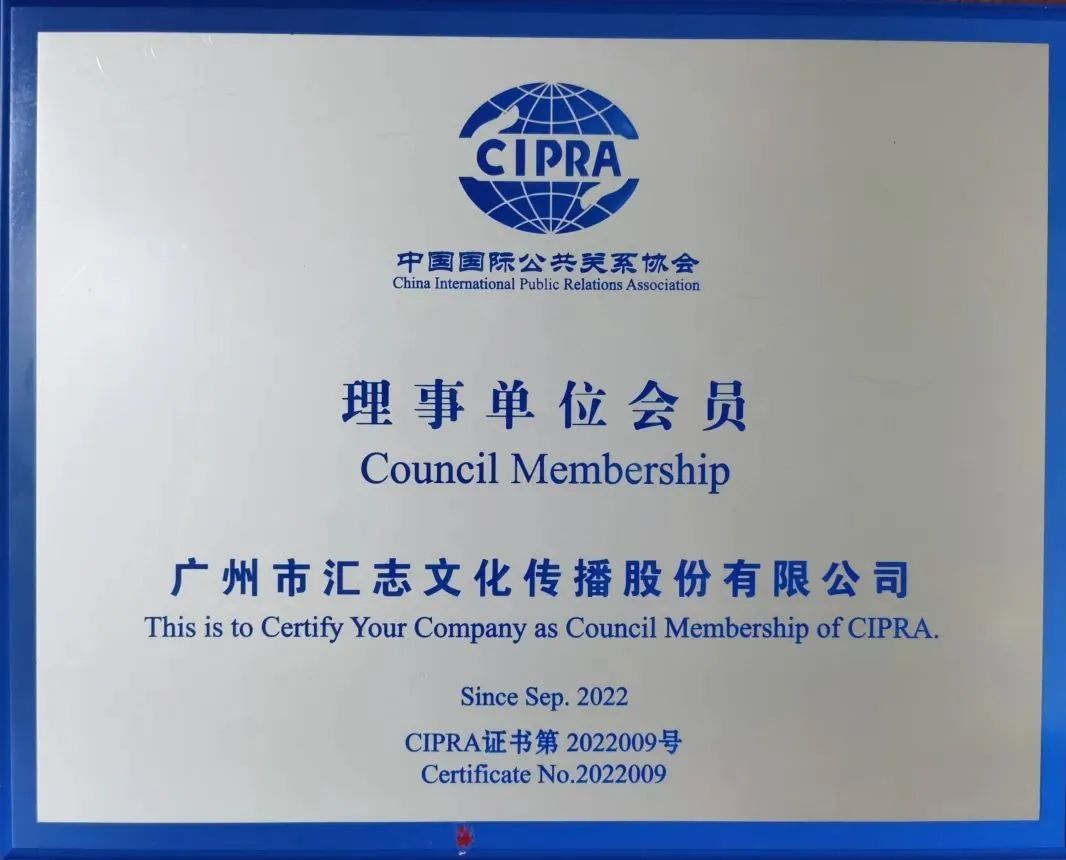 CIPRA
中国国际公共关系协会
China International Public Relations Association
理事单位会员
Council Membership
广州市汇志文化传播股份有限公司
This is to Certify Your Company as Council Membership of CIPRA.
Since Sep. 2022
CIPRA证书第 2022009号
Certificate No.2022009